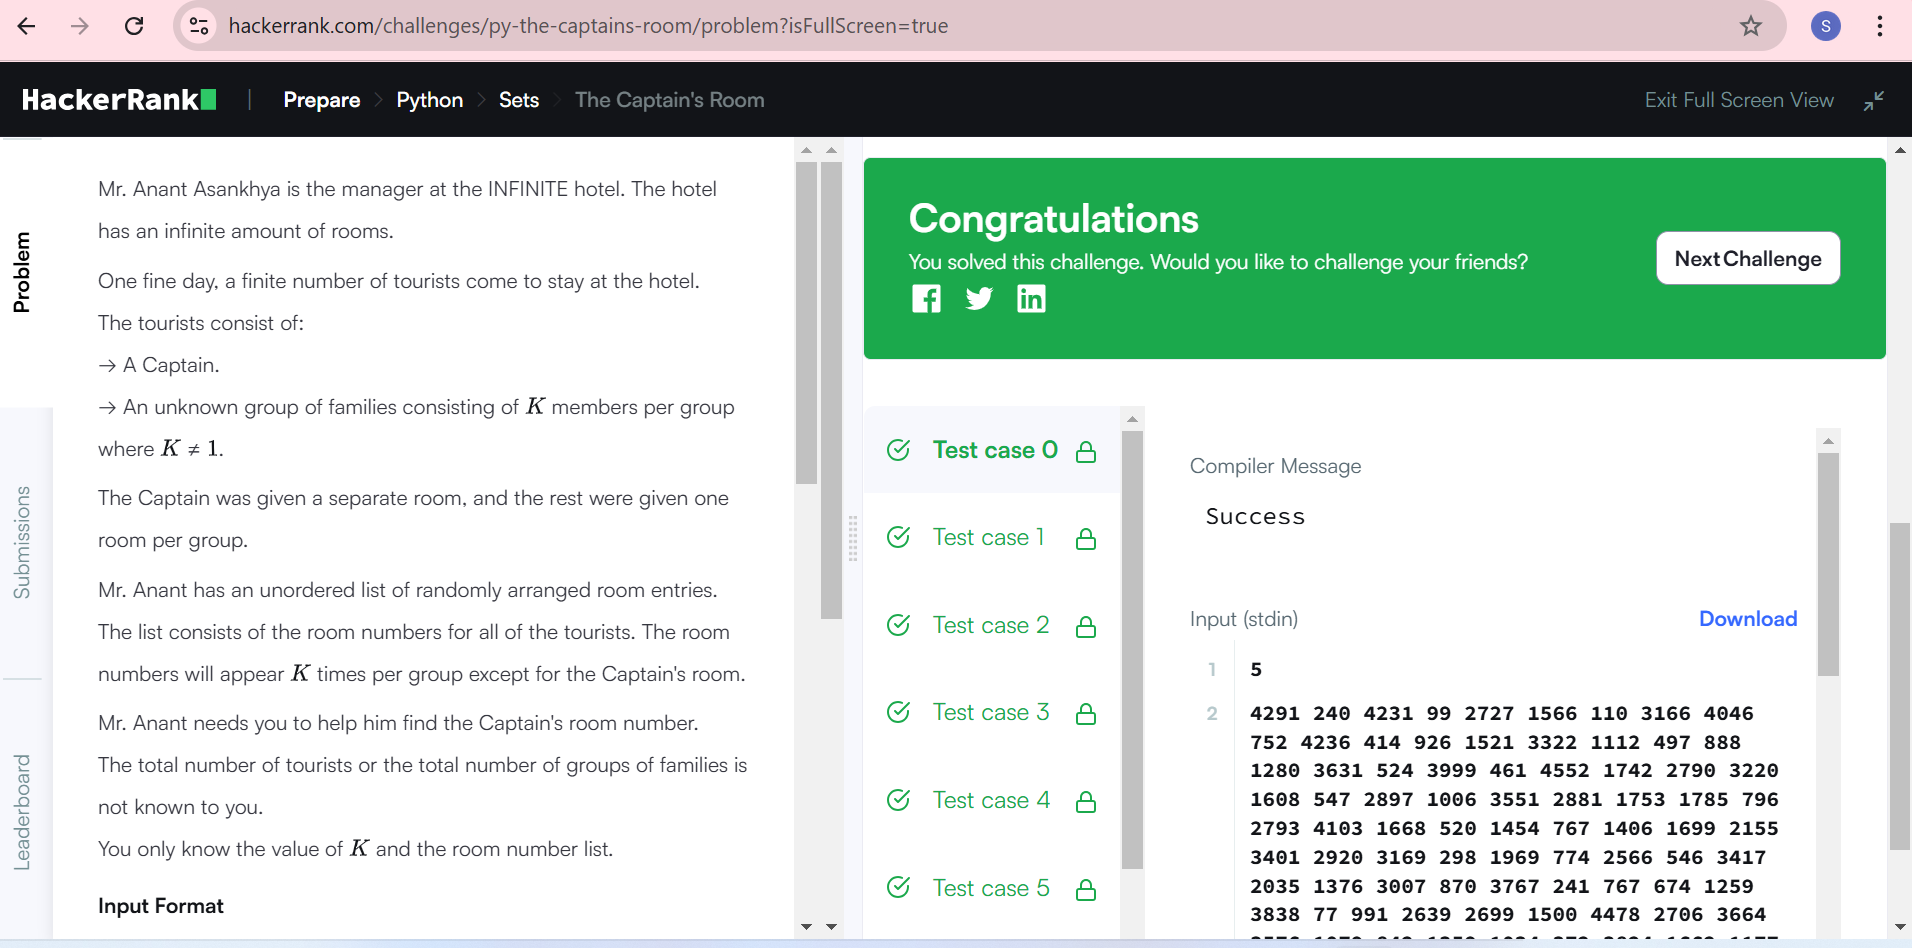 hackerrank.com/challenges/py-the-captains-room/problem?isFullScreen=true
S
HackerRank
Prepare
Python
Sets
The Captain's Room
Exit Full Screen View
Problem
Submissions
Leaderboard
Mr. Anant Asankhya is the manager at the INFINITE hotel. The hotel
has an infinite amount of rooms.
One fine day, a finite number of tourists come to stay at the hotel.
The tourists consist of:
→ A Captain.
→ An unknown group of families consisting of K members per group
where K ≠ 1.
The Captain was given a separate room, and the rest were given one
room per group.
Mr. Anant has an unordered list of randomly arranged room entries.
The list consists of the room numbers for all of the tourists. The room
numbers will appear K times per group except for the Captain's room.
Mr. Anant needs you to help him find the Captain's room number.
The total number of tourists or the total number of groups of families is
not known to you.
You only know the value of K and the room number list.
Input Format
Congratulations
You solved this challenge. Would you like to challenge your friends?
Next Challenge
Test case 0
Test case 1
Test case 2
Test case 3
Test case 4
Test case 5
Compiler Message
Success
Input (stdin)
Download
1
5
2
4291 240 4231 99 2727 1566 110 3166 4046
752 4236 414 926 1521 3322 1112 497 888
1280 3631 524 3999 461 4552 1742 2790 3220
1608 547 2897 1006 3551 2881 1753 1785 796
2793 4103 1668 520 1454 767 1406 1699 2155
3401 2920 3169 298 1969 774 2566 546 3417
2035 1376 3007 870 3767 241 767 674 1259
3838 77 991 2639 2699 1500 4478 2706 3664